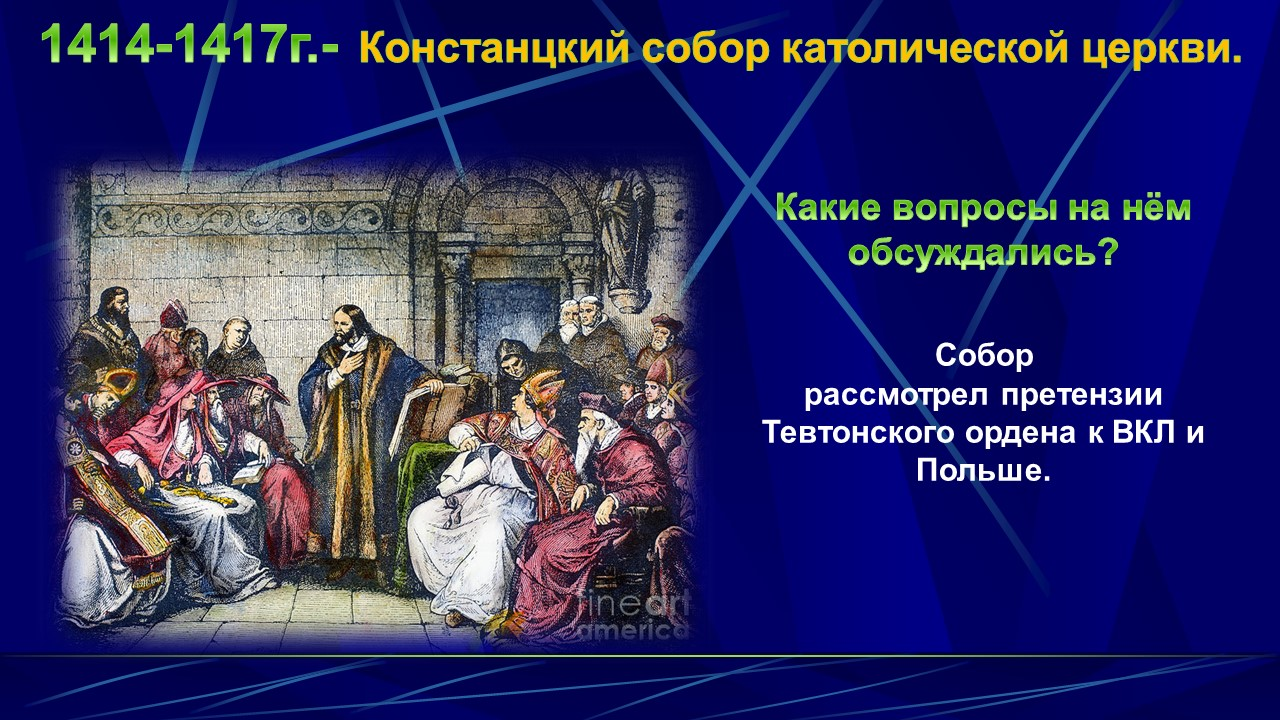 1414-1417г.- Констанцкий собор католической церкви.
Какие вопросы на нём
обсуждались?
Собор
рассмотрел претензии
Тевтонского ордена к ВКЛ и
Польше.
fineart
america